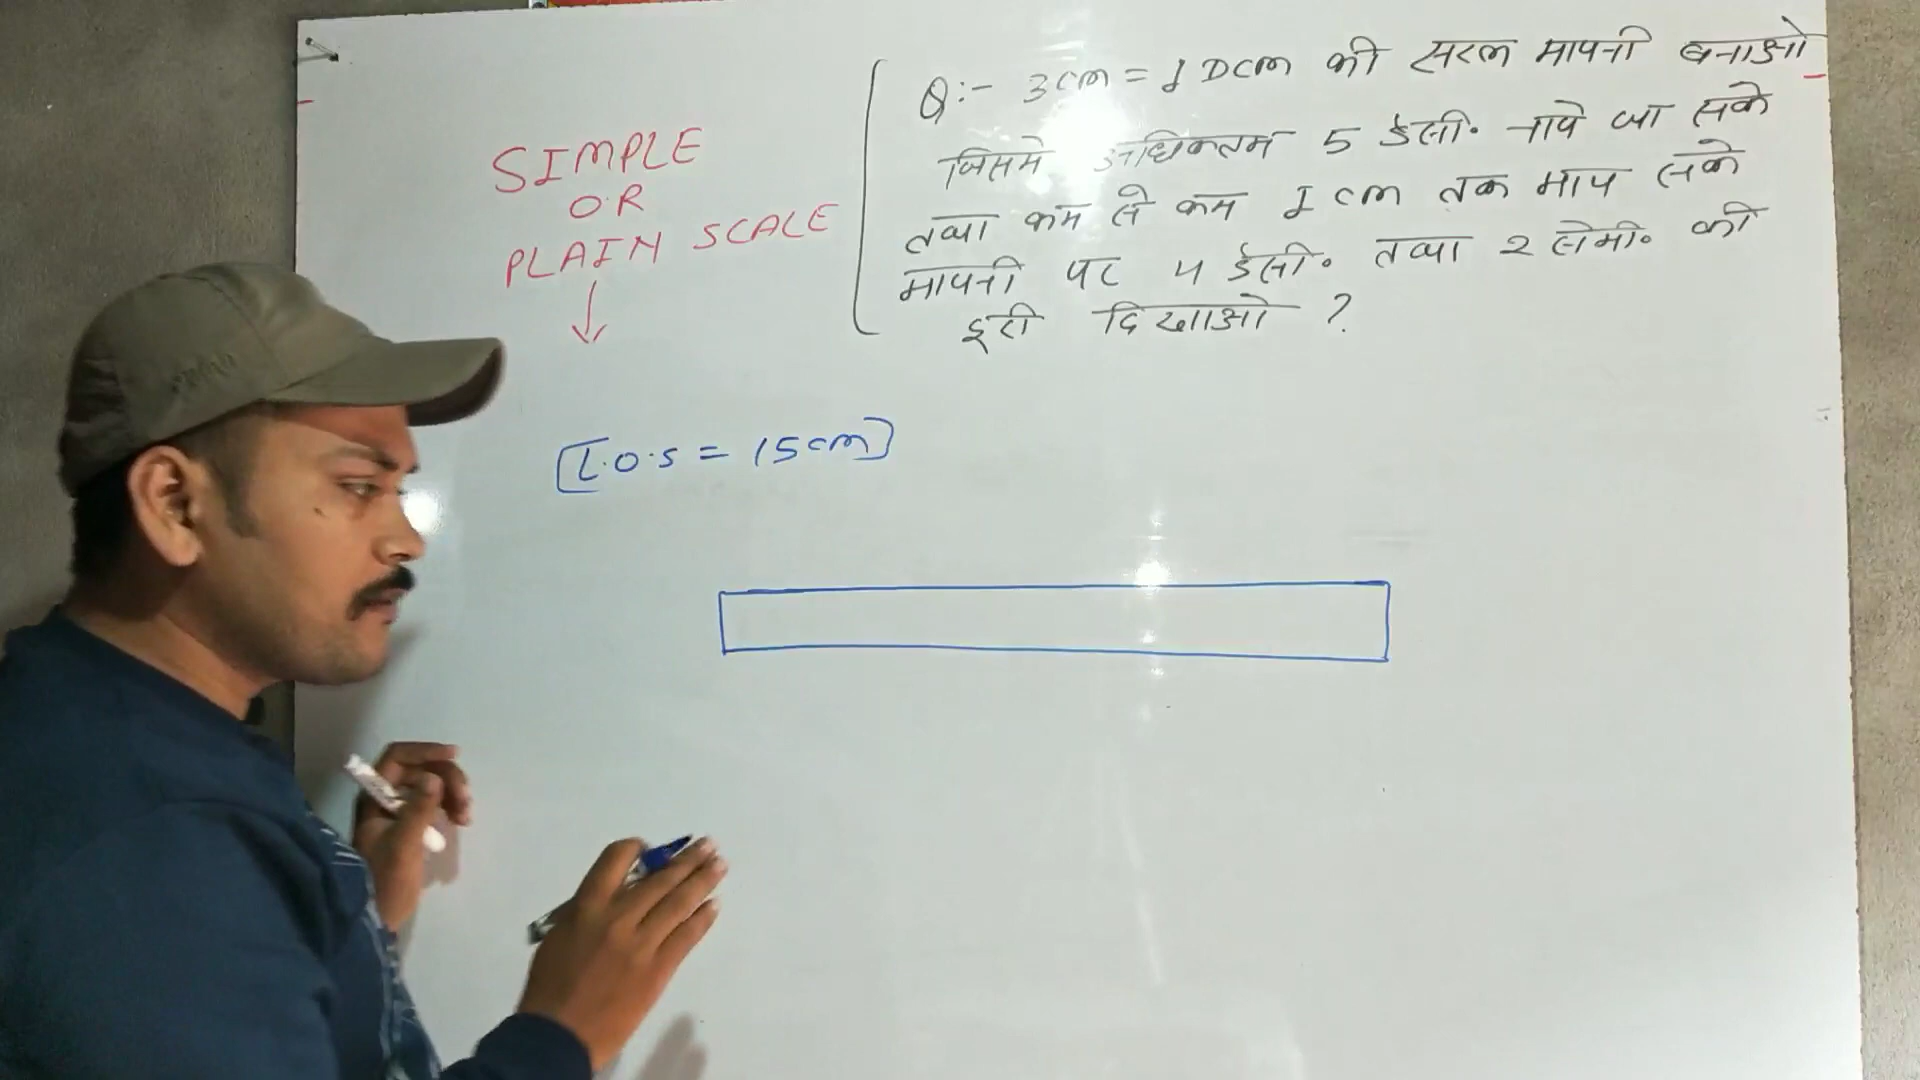 SIMPLE
OR
PLAIN SCALE
Q:- 3cm = 1 Dcm की सरल मापनी बनाओ
जिसमे अधिकतम 5 डेसी. नापे जा सके
तथा कम से कम 1 cm तक माप सके
मापनी पर 4 डेसी. तथा 2 सेमी. की
दूरी दिखाओ ?
[L.O.S = 15cm]